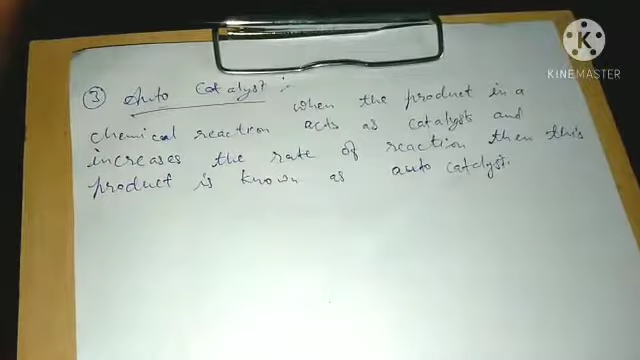 ③ Auto Catalyst :-
when the product in a
chemical reaction acts as catalysts and
increases the rate of reaction then this
product is known as auto catalyst.
KINEMASTER